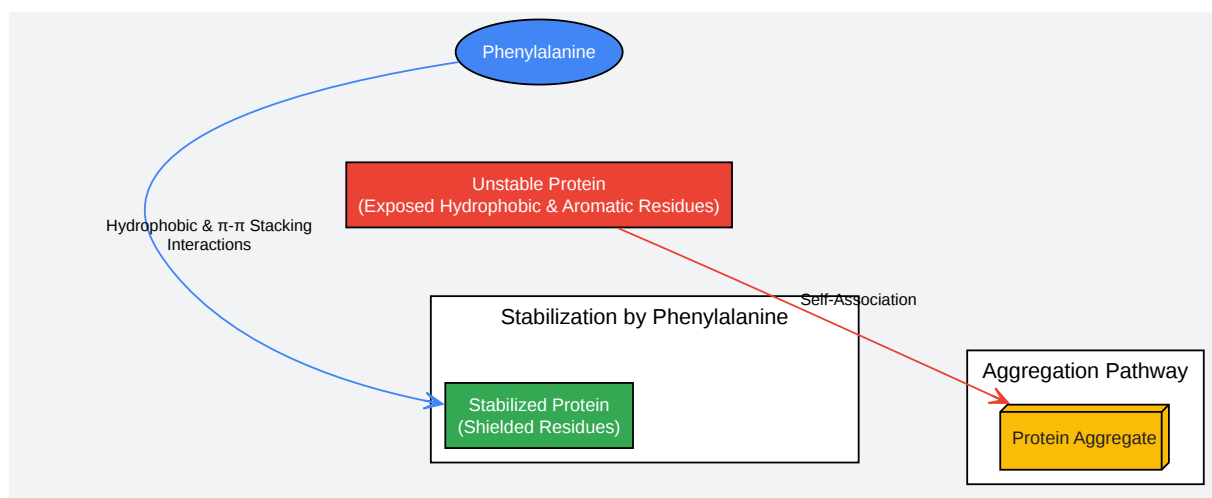 Phenylalanine
Unstable Protein
(Exposed Hydrophobic & Aromatic Residues)
Hydrophobic & π-π Stacking
Interactions
Self-Association
Stabilization by Phenylalanine
Aggregation Pathway
Stabilized Protein
(Shielded Residues)
Protein Aggregate